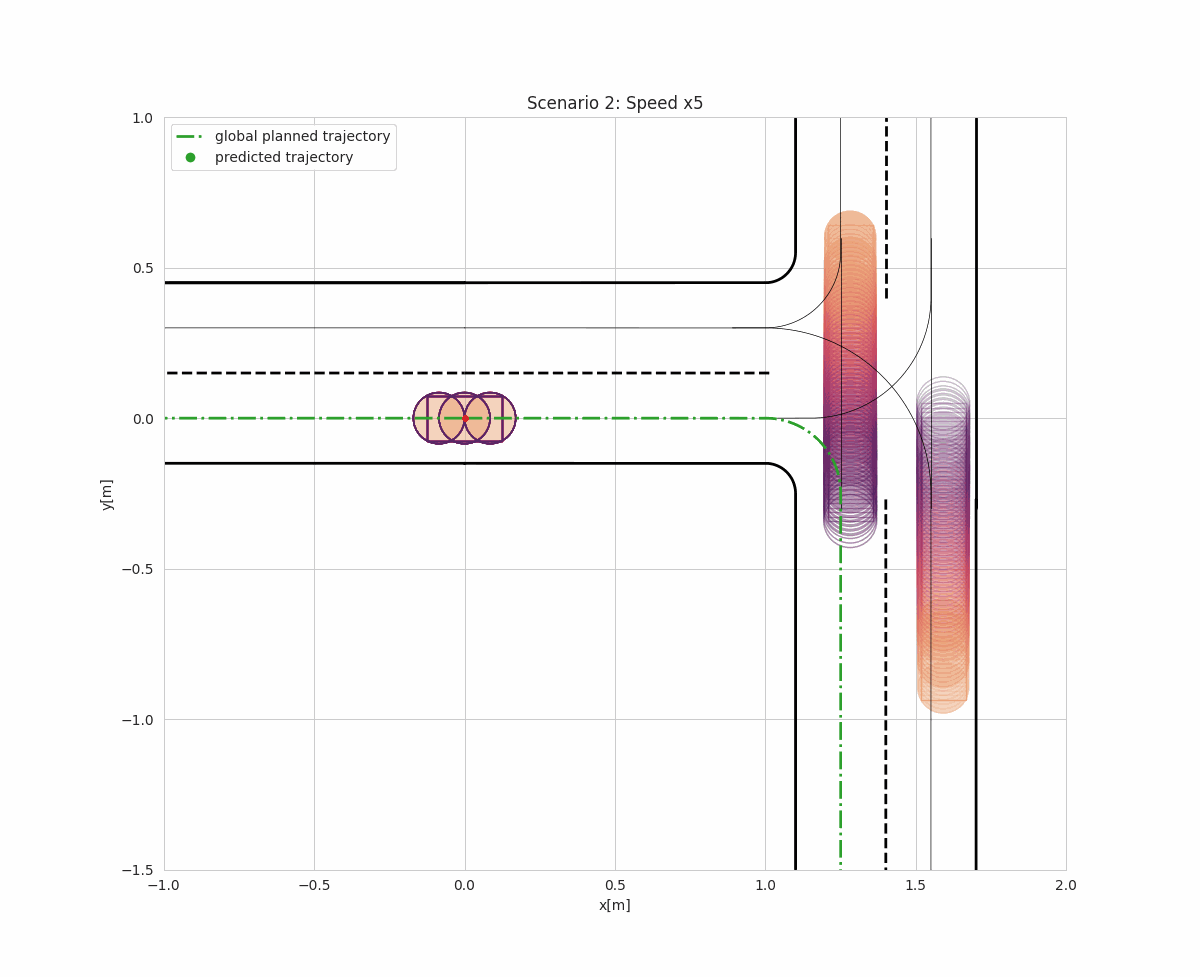 Scenario 2: Speed x5
global planned trajectory
predicted trajectory
1.0
0.5
0.0
−0.5
−1.0
−1.5
y[m]
−1.0 −0.5 0.0 0.5 1.0 1.5 2.0
x[m]